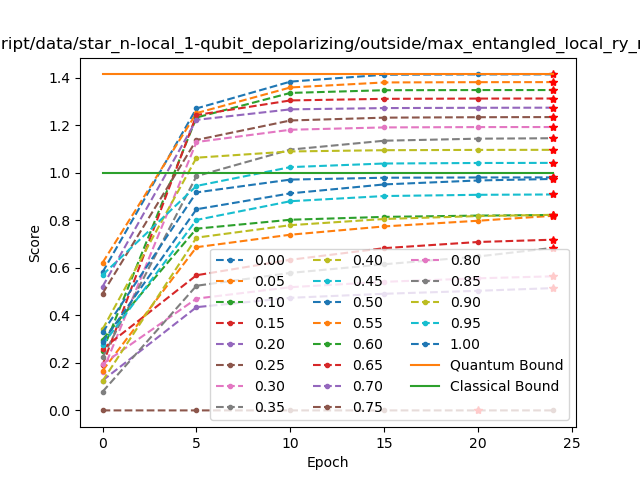 ript/data/star_n-local_1-qubit_depolarizing/outside/max_entangled_local_ry_
Score
1.4
1.2
1.0
0.8
0.6
0.4
0.2
0.0
0.00 0.40 0.80
0.05 0.45 0.85
0.10 0.50 0.90
0.15 0.55 0.95
0.20 0.60 1.00
0.25 0.65 Quantum Bound
0.30 0.70 Classical Bound
0.35 0.75
0 5 10 15 20 25
Epoch